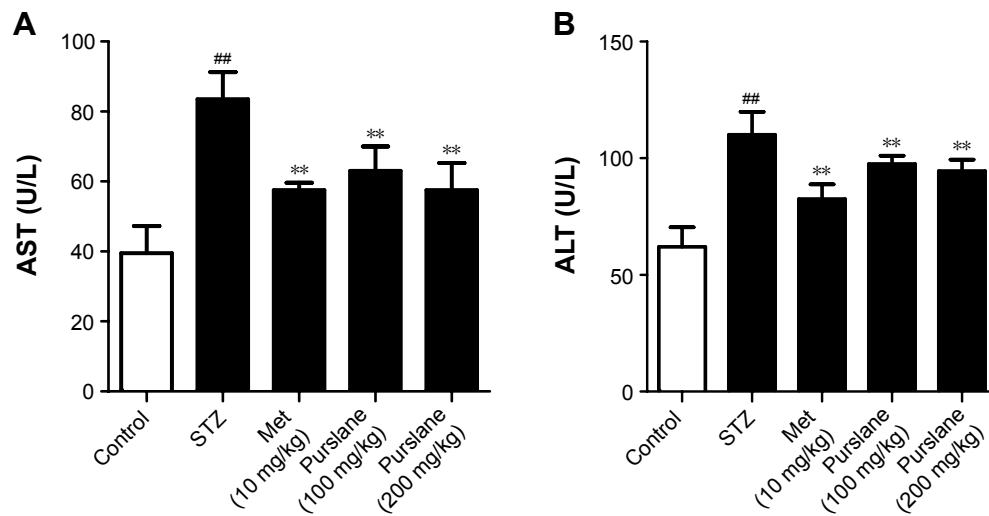 A
AST (U/L)
100
80
60
40
20
0
##
**
**
**
Control
STZ
Met
(10 mg/kg)
Purslane
(100 mg/kg)
Purslane
(200 mg/kg)
B
ALT (U/L)
150
100
50
0
##
**
**
**
Control
STZ
Met
(10 mg/kg)
Purslane
(100 mg/kg)
Purslane
(200 mg/kg)